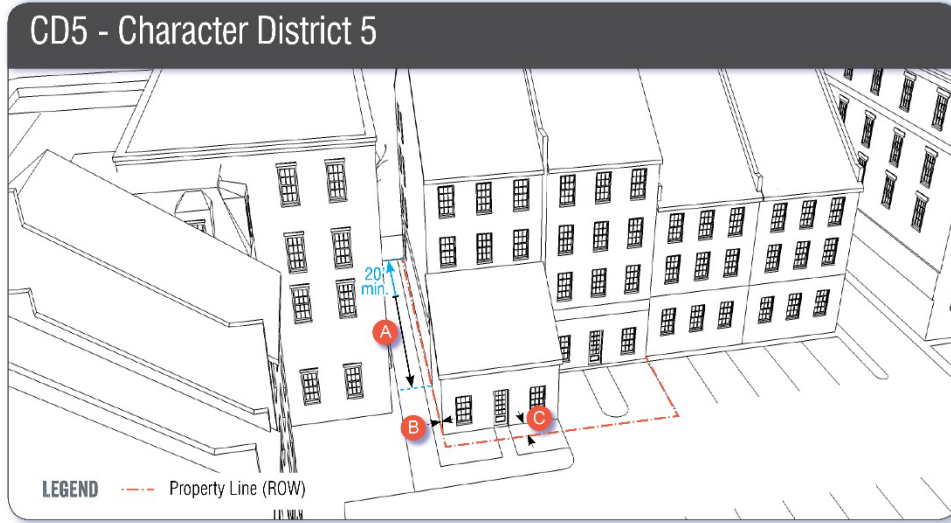 CD5 - Character District 5
20
min.
A
B
C
LEGEND
Property Line (ROW)